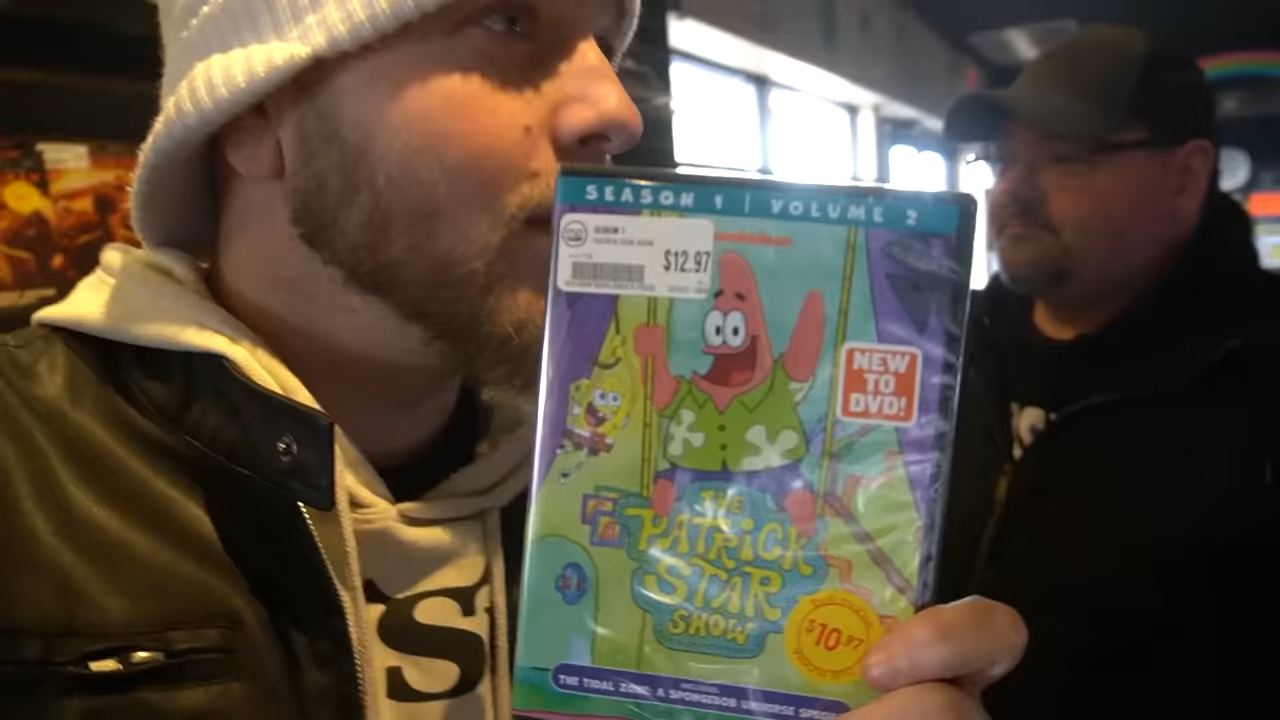 SEASON 1 | VOLUME 2
$12.97
NEW
TO
DVD!
THE
PATRICK
STAR
SHOW
$10.97
INCLUDES
THE TIDAL ZONE: A SPONGEBOB UNIVERSE SPECIAL
S